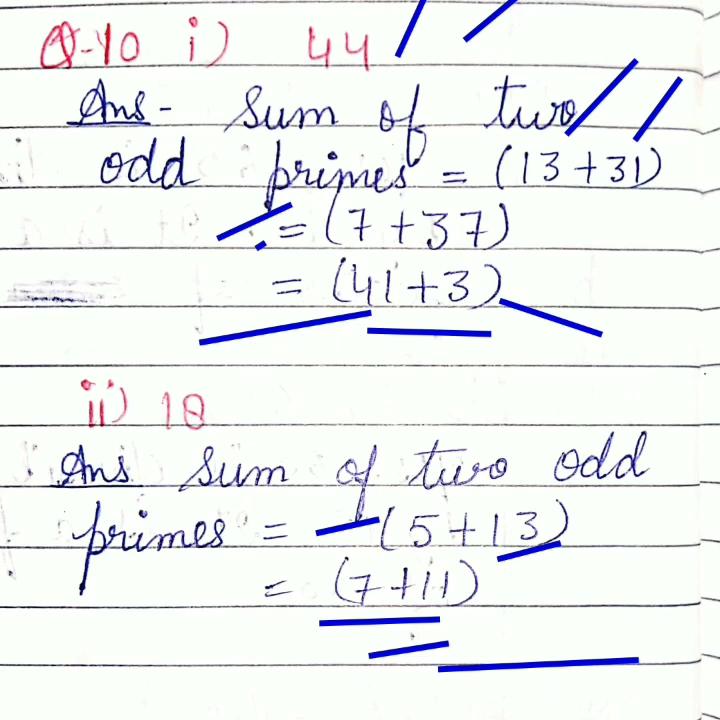 Q-10 i) 44
Ans- Sum of two
odd primes = (13+31)
= (7+37)
= (41+3)
ii) 18
Ans Sum of two odd
primes = (5+13)
= (7+11)